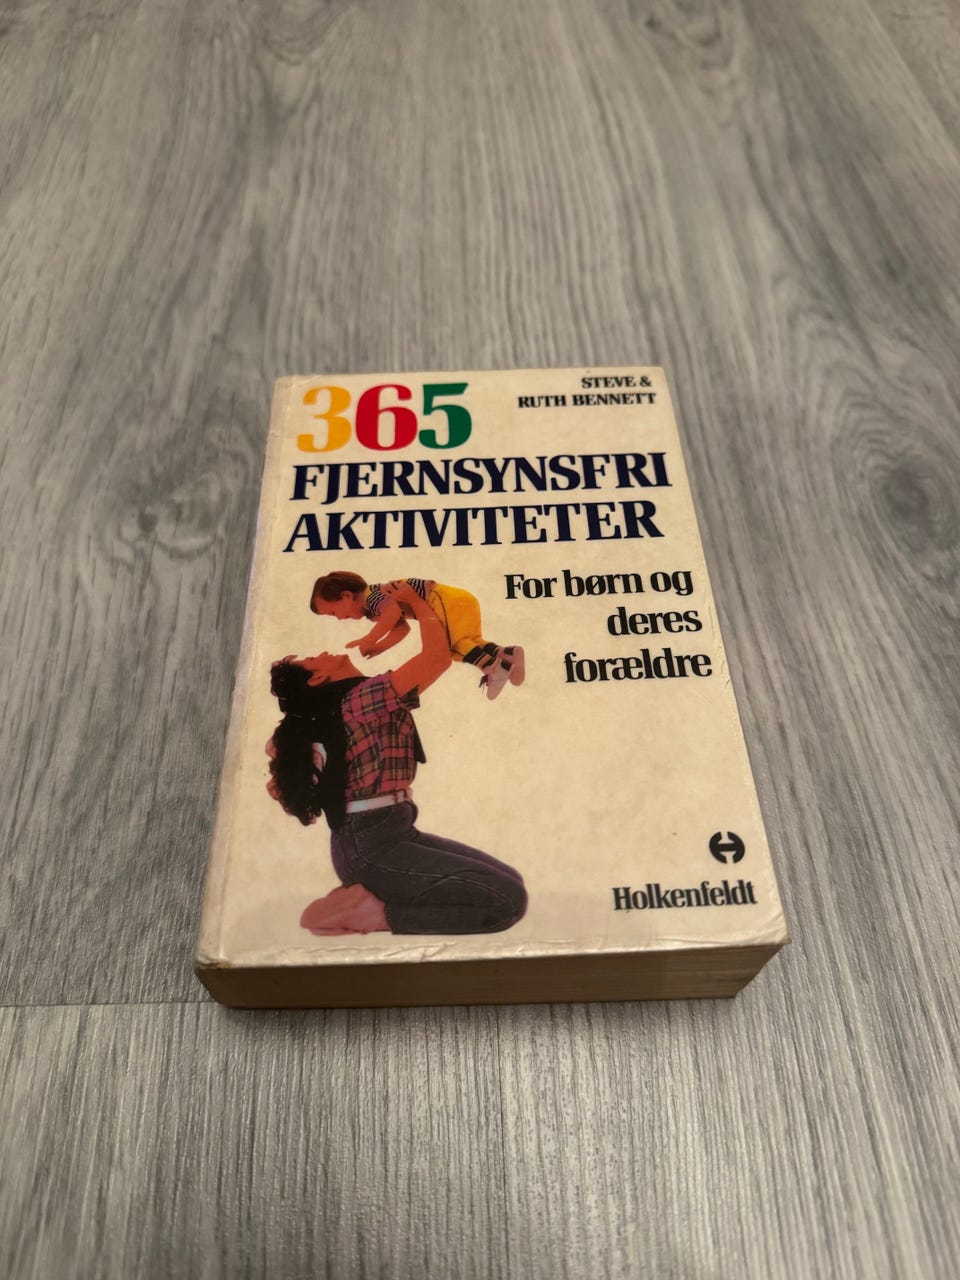 365
STEVE &
RUTH BENNETT
FJERNSYNSFRI
AKTIVITETER
For børn og
deres
forældre
Holkenfeldt